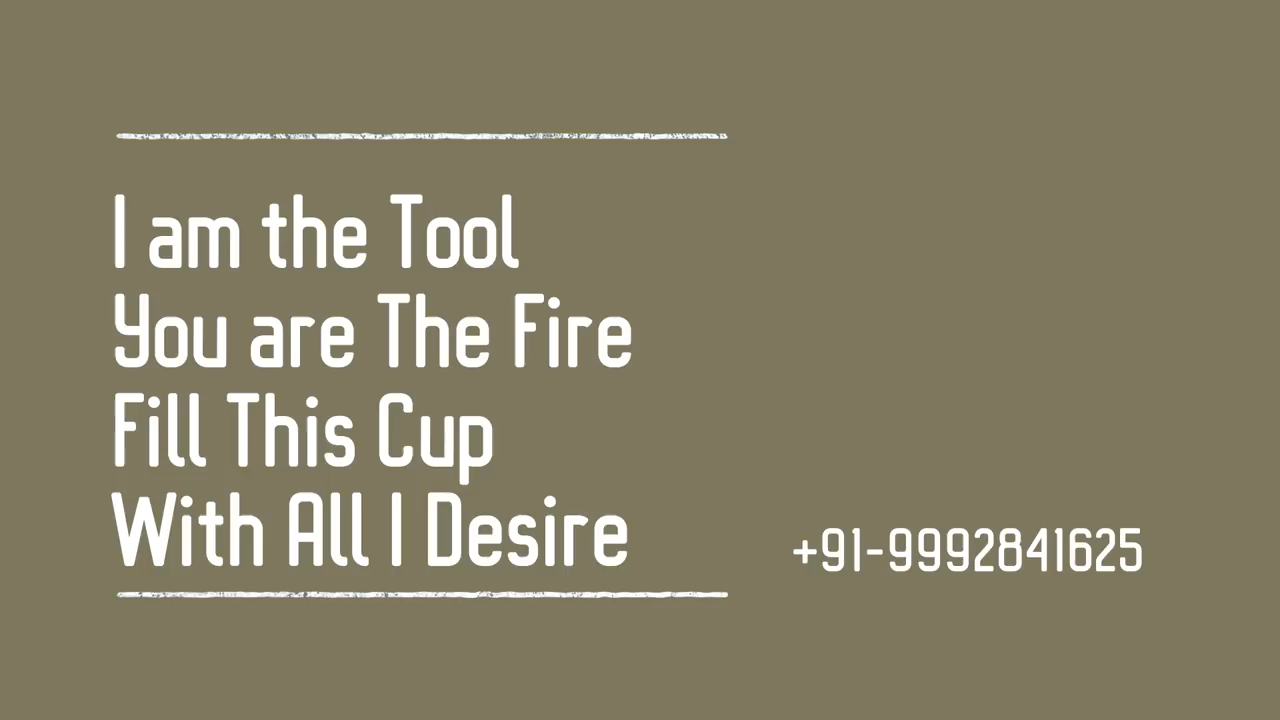 I am the Tool
You are The Fire
Fill This Cup
With All I Desire
+91-9992841625